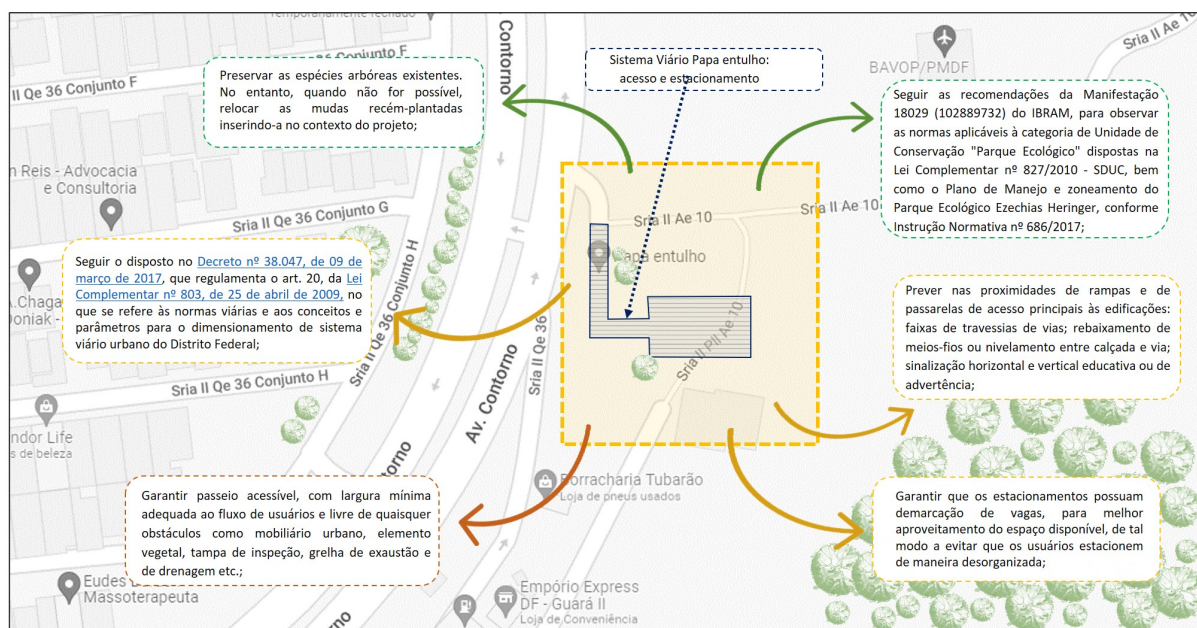 Temporariamente fechado
Contorno
Sria II Ae 10
BAVOP/PMDF
Qe 36 Conjunto F
Sria II Qe 36 Conjunto F
Preservar as espécies arbóreas existentes.
No entanto, quando não for possível,
relocar as mudas recém-plantadas
inserindo-a no contexto do projeto;
Sistema Viário Papa entulho:
acesso e estacionamento
Seguir as recomendações da Manifestação
18029 (102889732) do IBRAM, para observar
as normas aplicáveis à categoria de Unidade de
Conservação "Parque Ecológico" dispostas na
Lei Complementar nº 827/2010 - SDUC, bem
como o Plano de Manejo e zoneamento do
Parque Ecológico Ezechias Heringer, conforme
Instrução Normativa nº 686/2017;
n Reis - Advocacia
e Consultoria
Sria II Qe 36 Conjunto G
Sria II Ae 10
Sria II Ae 10
Papa entulho
Seguir o disposto no Decreto nº 38.047, de 09 de
março de 2017, que regulamenta o art. 20, da Lei
Complementar nº 803, de 25 de abril de 2009, no
que se refere às normas viárias e aos conceitos e
parâmetros para o dimensionamento de sistema
viário urbano do Distrito Federal;
A.Chaga
Doniak -
Sria II Qe 36 Conjunto H
Sria II Qe 36
Sria II Pll Ae 10
Prever nas proximidades de rampas e de
passarelas de acesso principais às edificações:
faixas de travessias de vias; rebaixamento de
meios-fios ou nivelamento entre calçada e via;
sinalização horizontal e vertical educativa ou de
advertência;
Sria II Qe 36 Conjunto H
Av. Contorno
ndor Life
s de beleza
Borracharia Tubarão
Loja de pneus usados
Garantir passeio acessível, com largura mínima
adequada ao fluxo de usuários e livre de quaisquer
obstáculos como mobiliário urbano, elemento
vegetal, tampa de inspeção, grelha de exaustão e
de drenagem etc.;
Garantir que os estacionamentos possuam
demarcação de vagas, para melhor
aproveitamento do espaço disponível, de tal
modo a evitar que os usuários estacionem
de maneira desorganizada;
Eudes
Massoterapeuta
Empório Express
DF - Guará II
Loja de Conveniência